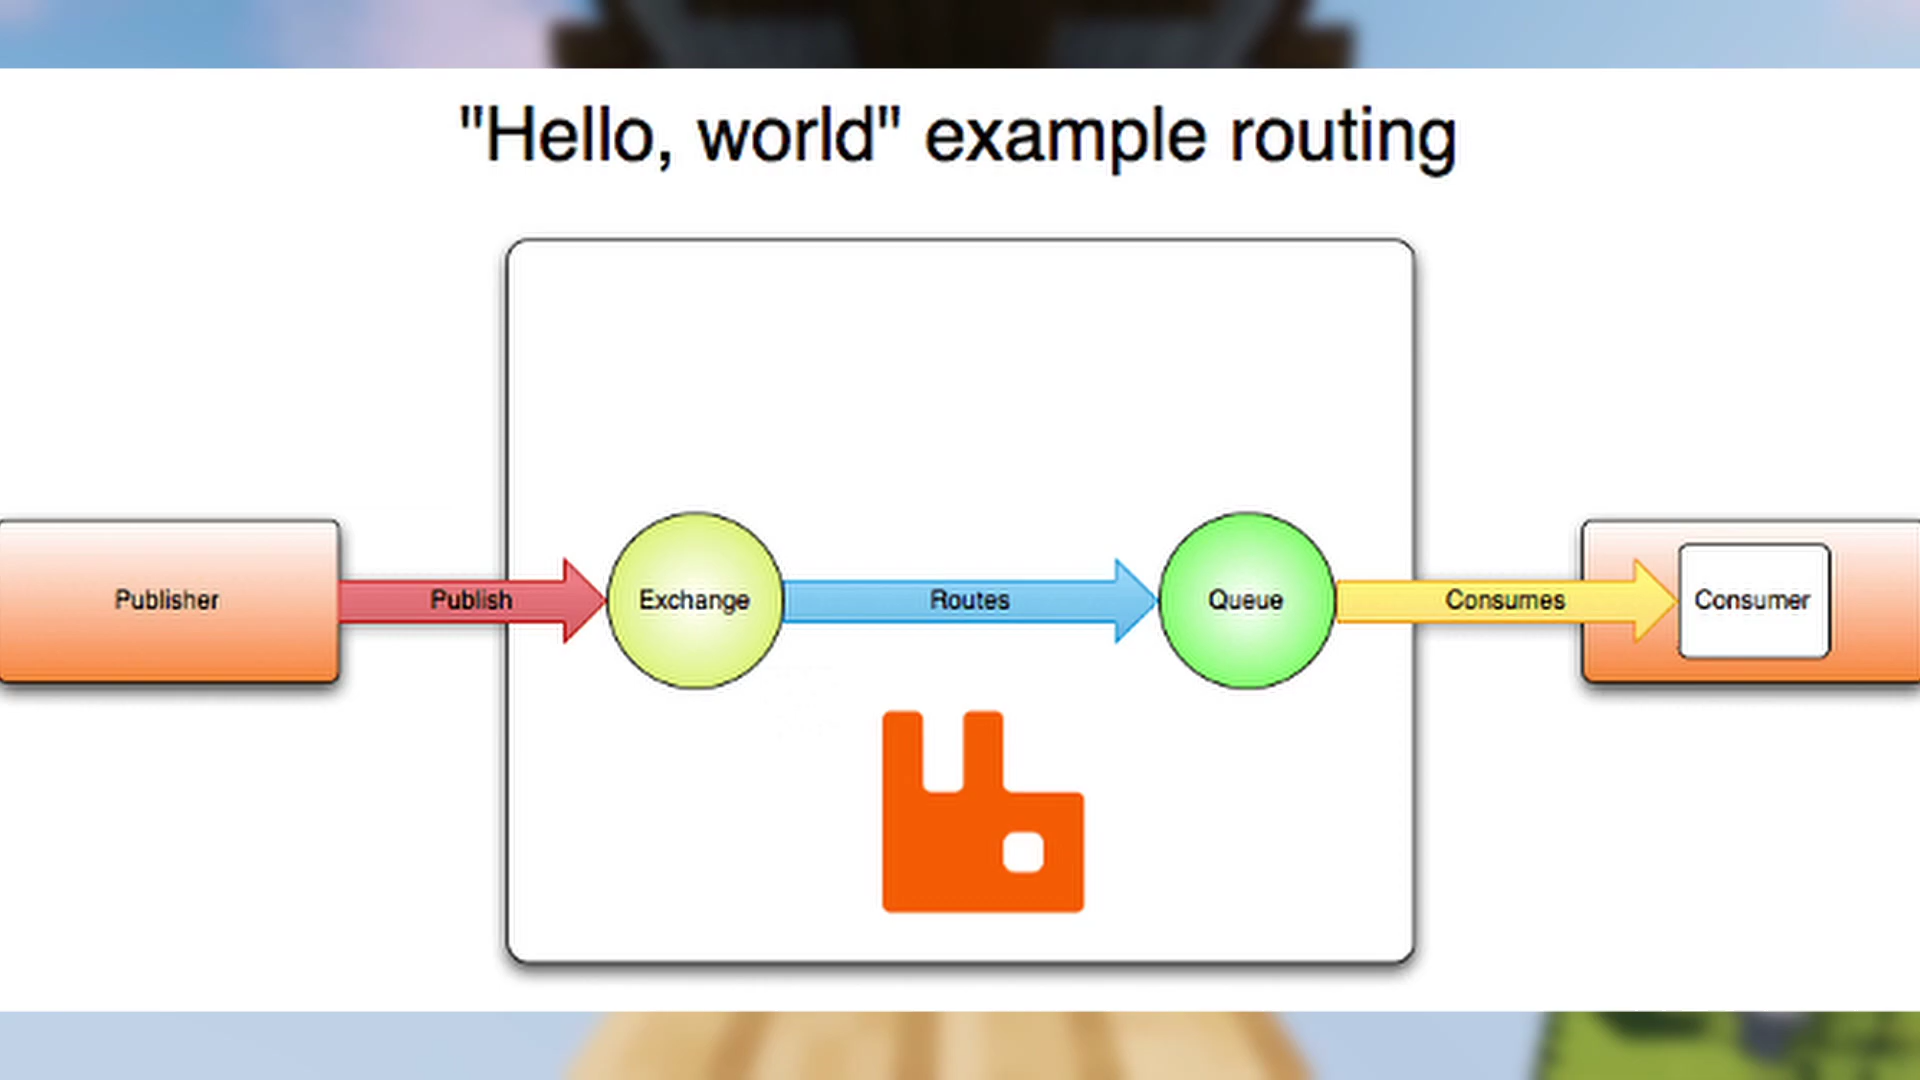 "Hello, world" example routing
Publisher
Publish
Exchange
Routes
Queue
Consumes
Consumer